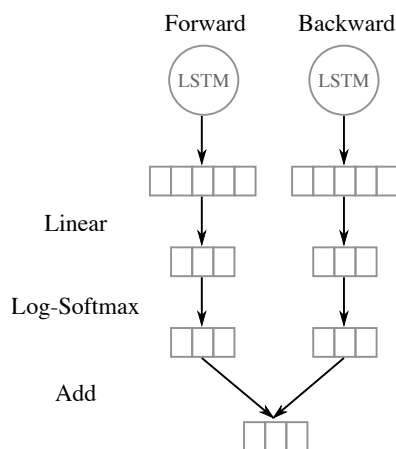 Forward Backward
LSTM LSTM
Linear
Log-Softmax
Add